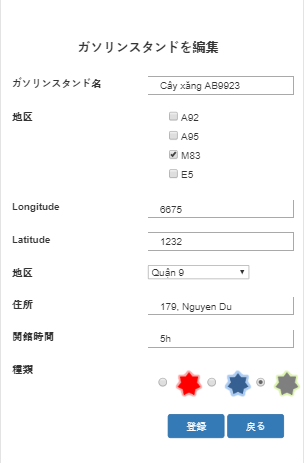 ガソリンスタンドを編集
ガソリンスタンド名 Cây xăng AB9923
地区 A92
A95
M83
E5
Longitude 6675
Latitude 1232
地区 Quận 9
住所 179, Nguyen Du
開館時間 5h
種類
登録 戻る